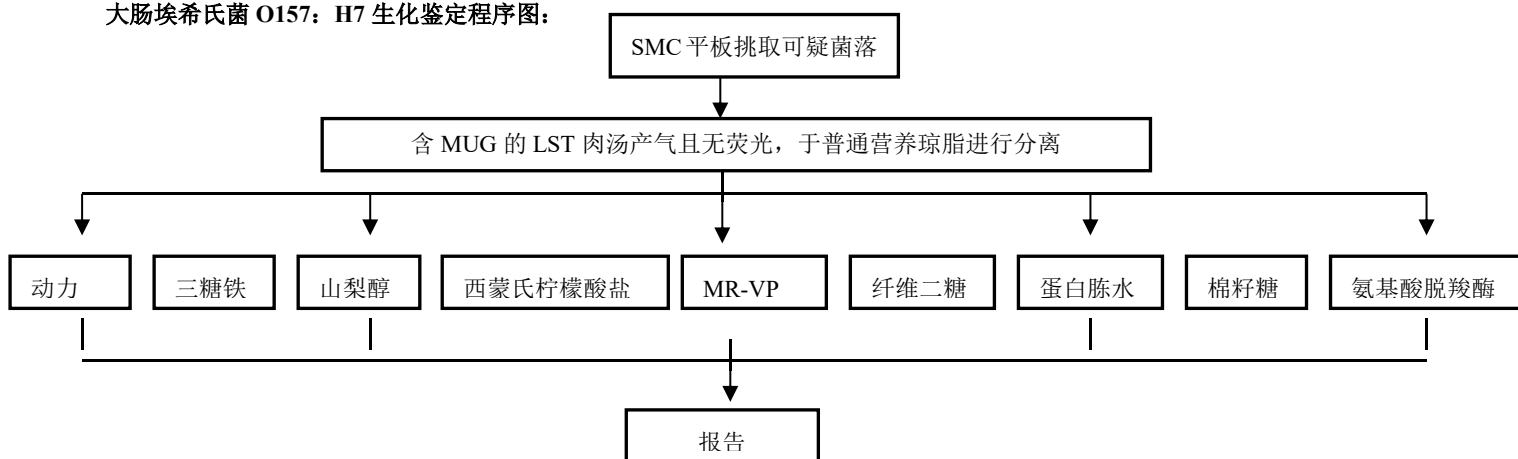 大肠埃希氏菌 O157：H7 生化鉴定程序图：
SMC 平板挑取可疑菌落
含 MUG 的 LST 肉汤产气且无荧光，于普通营养琼脂进行分离
动力
三糖铁
山梨醇
西蒙氏柠檬酸盐
MR-VP
纤维二糖
蛋白胨水
棉籽糖
氨基酸脱羧酶
报告